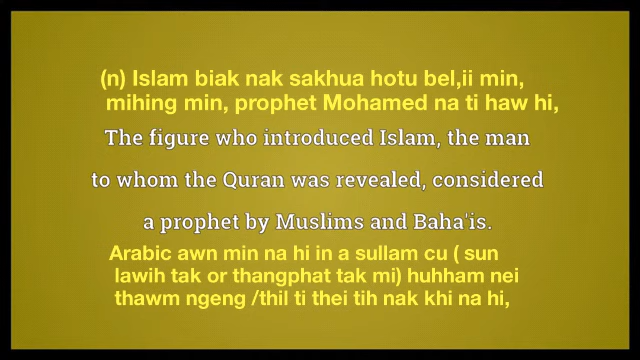 (n) Islam biak nak sakhua hotu bel,ii min,
mihing min, prophet Mohamed na ti haw hi,
The figure who introduced Islam, the man
to whom the Quran was revealed, considered
a prophet by Muslims and Baha'is.
Arabic awn min na hi in a sullam cu ( sun
lawih tak or thangphat tak mi) huhham nei
thawm ngeng /thil ti thei tih nak khi na hi,